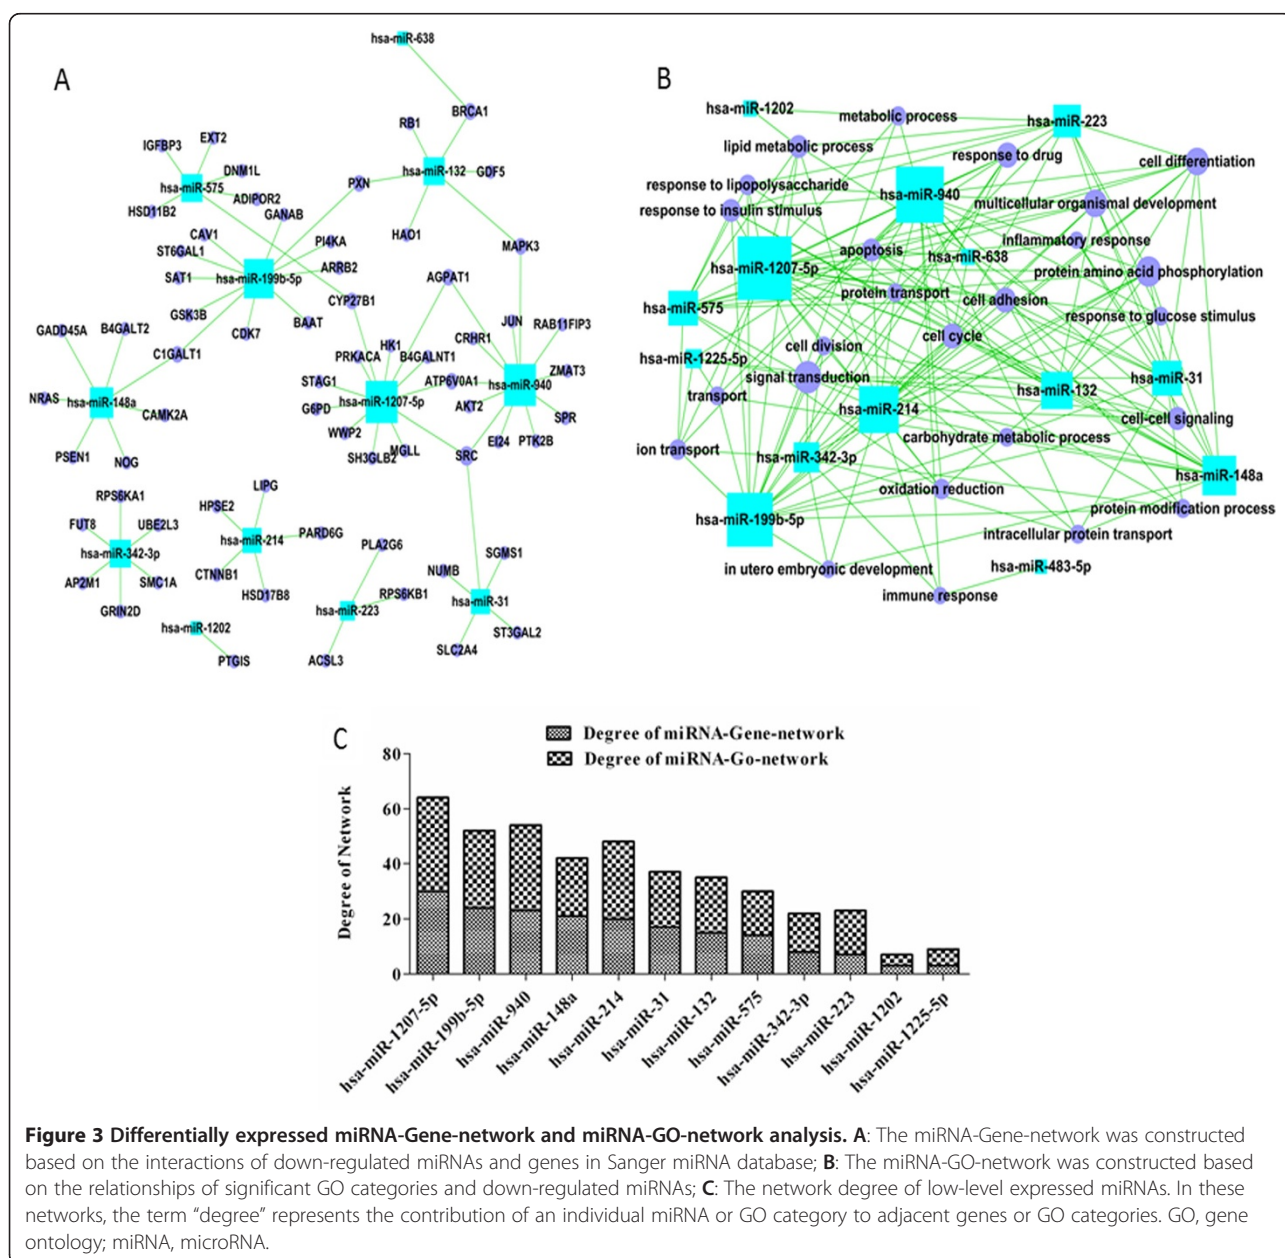 A
hsa-miR-638
BRCA1
RB1
IGFBP3
EXT2
hsa-miR-132
GDF5
DNM1L
hsa-miR-575
PXN
ADIPOR2
HSD11B2
GANAB
CAV1
HAO1
PI4KA
MAPK3
ST6GAL1
ARRB2
SAT1
hsa-miR-199b-5p
AGPAT1
CYP27B1
GSK3B
BAAT
JUN
RAB11FIP3
GADD45A
B4GALT2
CDK7
CRHR1
HK1
C1GALT1
PRKACA
B4GALNT1
ZMAT3
STAG1
ATP6V0A1
hsa-miR-940
NRAS
hsa-miR-148a
hsa-miR-1207-5p
G6PD
AKT2
CAMK2A
SPR
WWP2
EI24
PTK2B
MGLL
PSEN1
NOG
SH3GLB2
SRC
LIPG
RPS6KA1
HPSE2
FUT8
UBE2L3
PARD6G
hsa-miR-214
PLA2G6
hsa-miR-342-3p
SGMS1
CTNNB1
NUMB
AP2M1
SMC1A
HSD17B8
RPS6KB1
hsa-miR-31
GRIN2D
hsa-miR-223
hsa-miR-1202
ST3GAL2
SLC2A4
PTGIS
ACSL3
B
hsa-miR-1202
metabolic process
hsa-miR-223
lipid metabolic process
response to drug
cell differentiation
response to lipopolysaccharide
hsa-miR-940
multicellular organismal development
response to insulin stimulus
inflammatory response
apoptosis
hsa-miR-638
hsa-miR-1207-5p
protein amino acid phosphorylation
protein transport
cell adhesion
hsa-miR-575
response to glucose stimulus
cell cycle
cell division
hsa-miR-1225-5p
signal transduction
hsa-miR-31
hsa-miR-132
transport
hsa-miR-214
cell-cell signaling
carbohydrate metabolic process
ion transport
hsa-miR-342-3p
hsa-miR-148a
oxidation reduction
protein modification process
hsa-miR-199b-5p
intracellular protein transport
in utero embryonic development
hsa-miR-483-5p
immune response
C
Degree of miRNA-Gene-network
Degree of miRNA-Go-network
Degree of Network
80
60
40
20
0
hsa-miR-1207-5p
hsa-miR-199b-5p
hsa-miR-940
hsa-miR-148a
hsa-miR-214
hsa-miR-31
hsa-miR-132
hsa-miR-575
hsa-miR-342-3p
hsa-miR-223
hsa-miR-1202
hsa-miR-1225-5p
Figure 3 Differentially expressed miRNA-Gene-network and miRNA-GO-network analysis. A: The miRNA-Gene-network was constructed
based on the interactions of down-regulated miRNAs and genes in Sanger miRNA database; B: The miRNA-GO-network was constructed based
on the relationships of significant GO categories and down-regulated miRNAs; C: The network degree of low-level expressed miRNAs. In these
networks, the term “degree” represents the contribution of an individual miRNA or GO category to adjacent genes or GO categories. GO, gene
ontology; miRNA, microRNA.